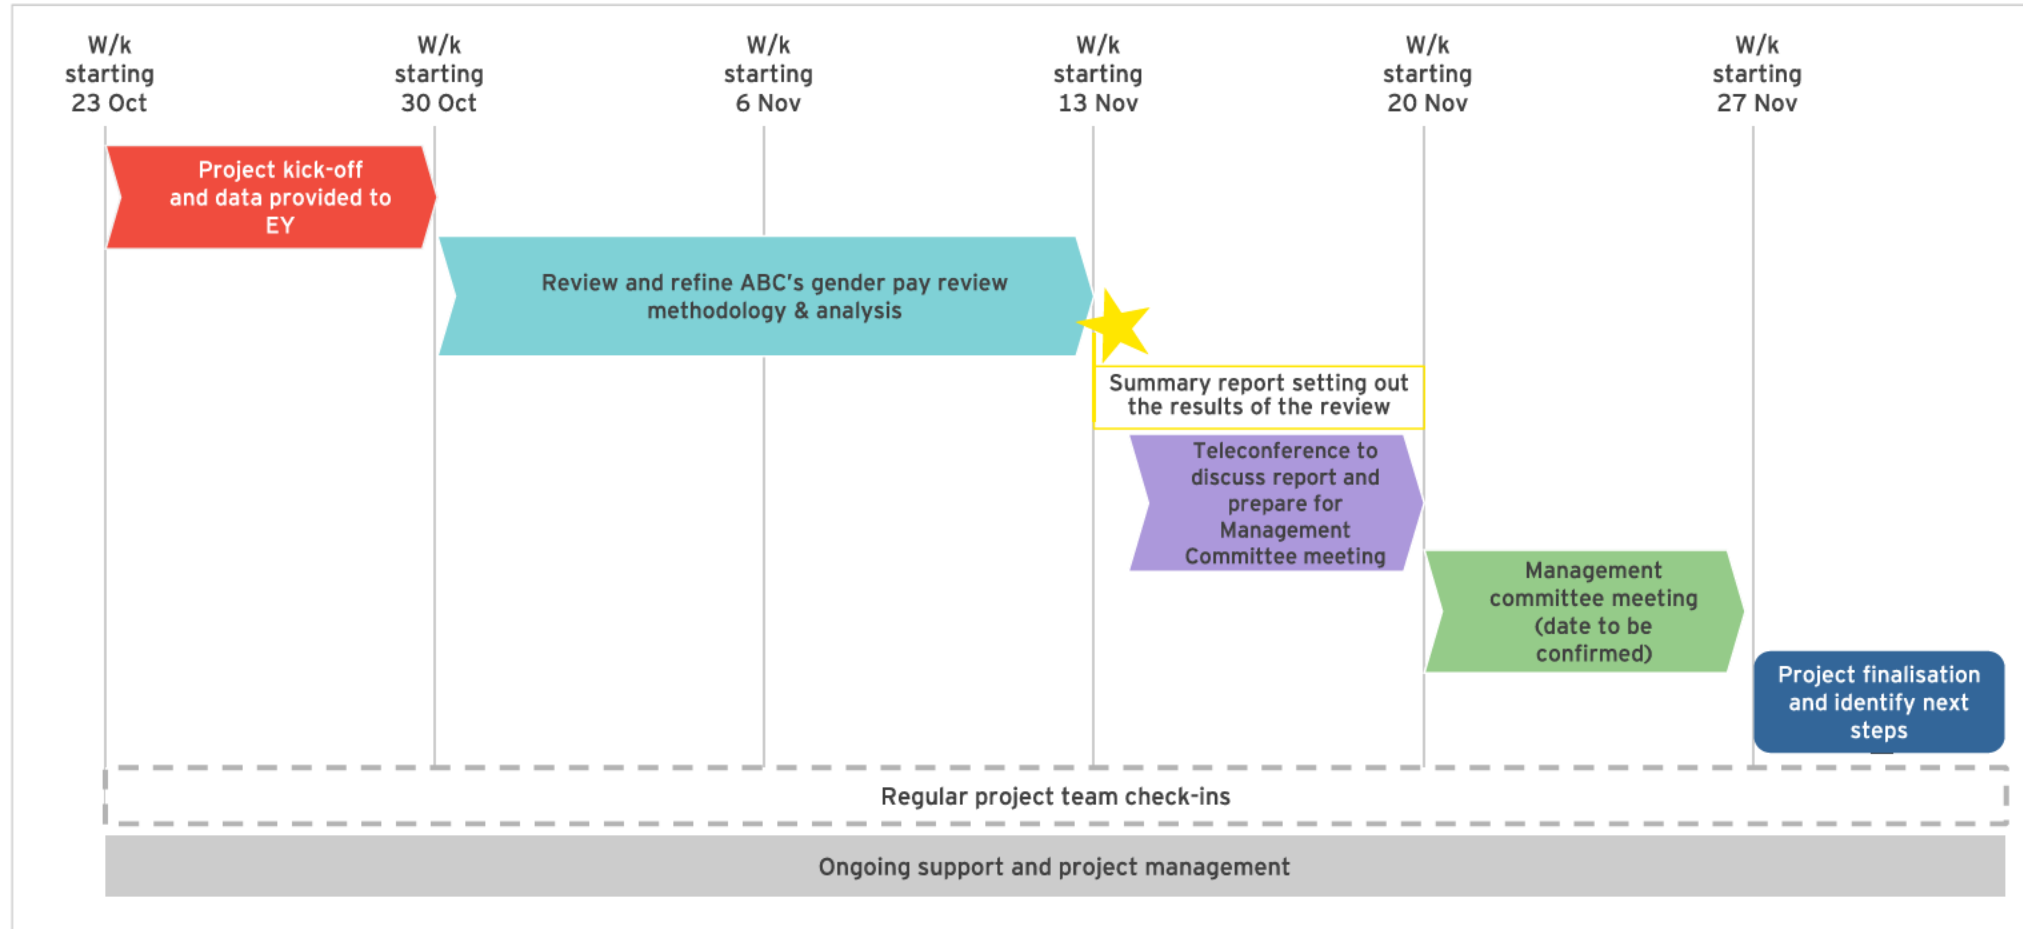 W/k
starting
23 Oct
W/k
starting
30 Oct
W/k
starting
6 Nov
W/k
starting
13 Nov
W/k
starting
20 Nov
W/k
starting
27 Nov
Project kick-off
and data provided to
EY
Review and refine ABC’s gender pay review
methodology & analysis
Summary report setting out
the results of the review
Teleconference to
discuss report and
prepare for
Management
Committee meeting
Management
committee meeting
(date to be
confirmed)
Project finalisation
and identify next
steps
Regular project team check-ins
Ongoing support and project management